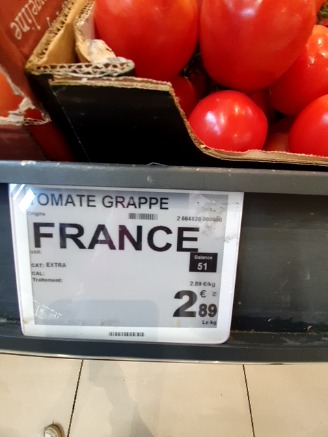 TOMATE GRAPPE
Origine
FRANCE
Balance
51
CAT: EXTRA
CAL:
Traitement:
2.89 €/kg
2€89
Le kg